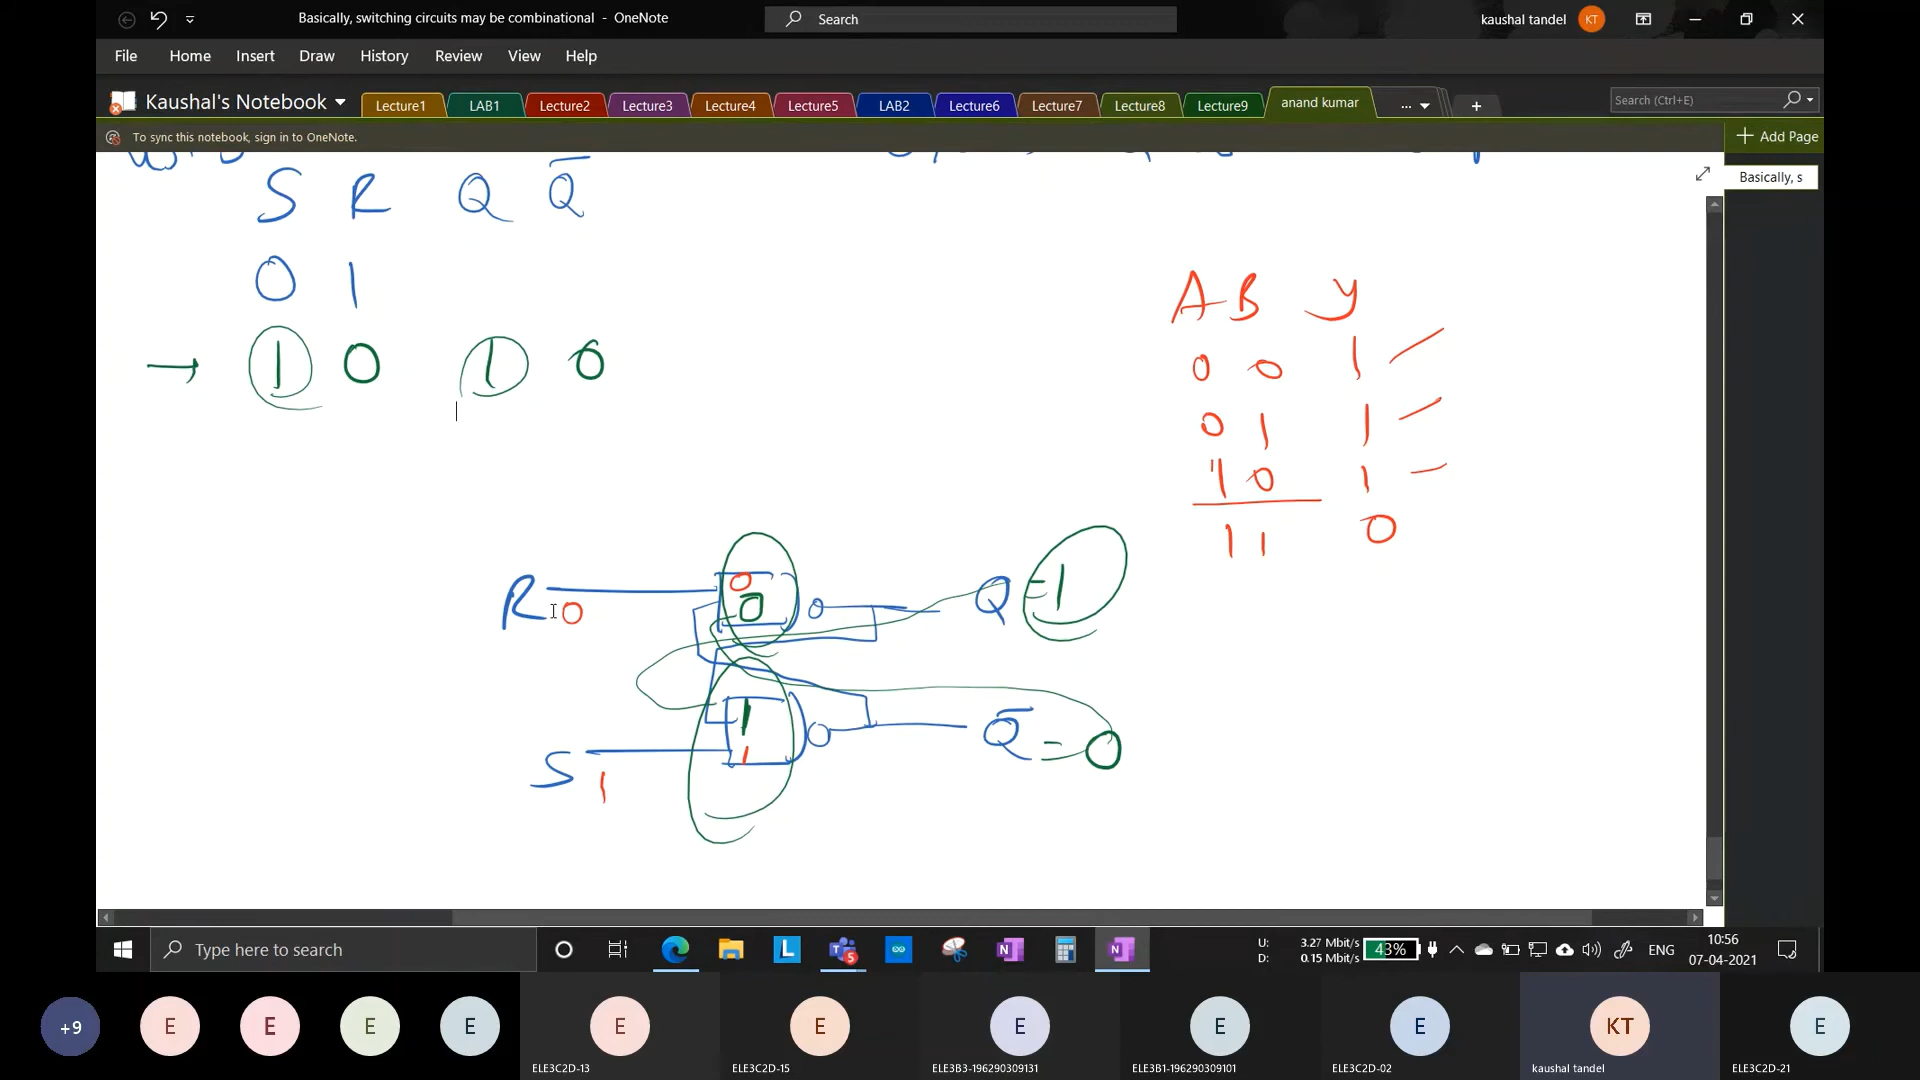 Basically, switching circuits may be combinational - OneNote
Search
kaushal tandel
KT
File Home Insert Draw History Review View Help
Kaushal's Notebook
Lecture1 LAB1 Lecture2 Lecture3 Lecture4 Lecture5 LAB2 Lecture6 Lecture7 Lecture8 Lecture9 anand kumar ...
Search (Ctrl+E)
To sync this notebook, sign in to OneNote.
Add Page
Basically, s
S R Q Q̄
0 1
→ 1 0 1 0
A B y
0 0 1
0 1 1
1 0 1
1 1 0
R 0
0
0
Q = 1
S 1
1
1
Q̄ = 0
Type here to search
L
5
U: 3.27 Mbit/s
D: 0.15 Mbit/s
43%
ENG
10:56
07-04-2021
+9
E E E E E E E E E KT E
ELE3C2D-13
ELE3C2D-15
ELE3B3-196290309131
ELE3B1-196290309101
ELE3C2D-02
kaushal tandel
ELE3C2D-21